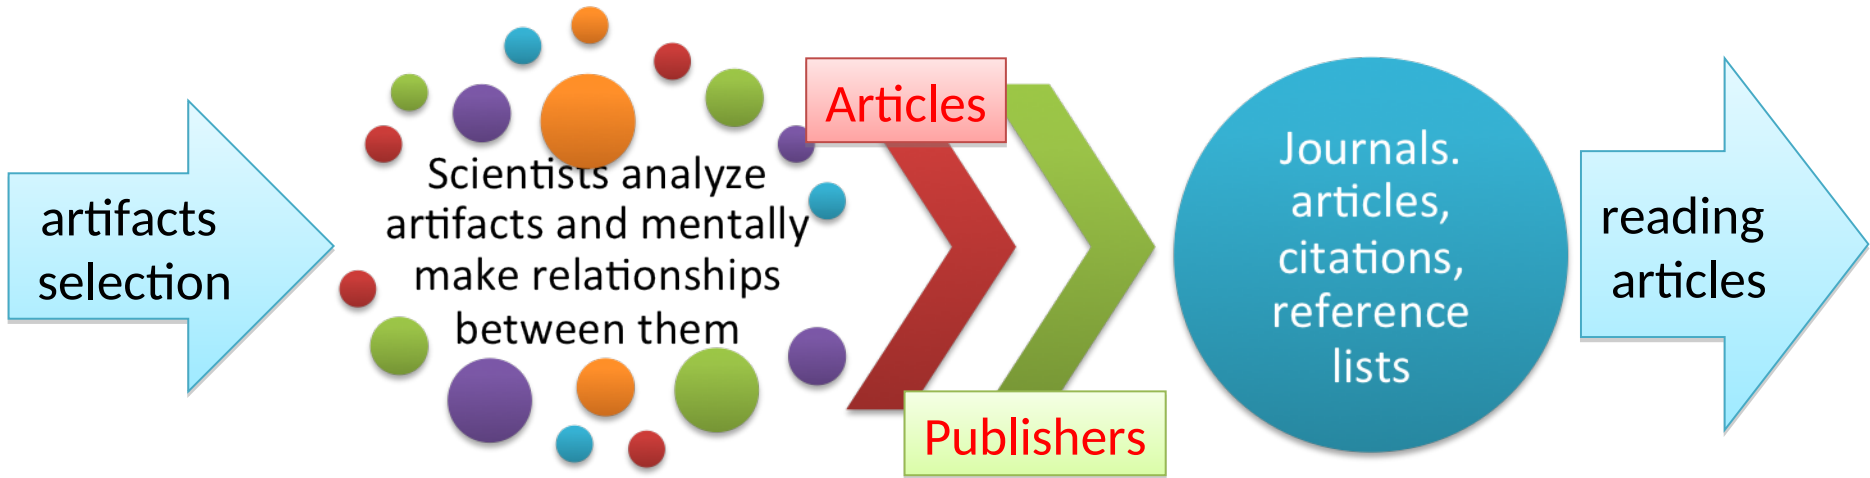 artifacts
selection
Scientists analyze
artifacts and mentally
make relationships
between them
Articles
Publishers
Journals.
articles,
citations,
reference
lists
reading
articles